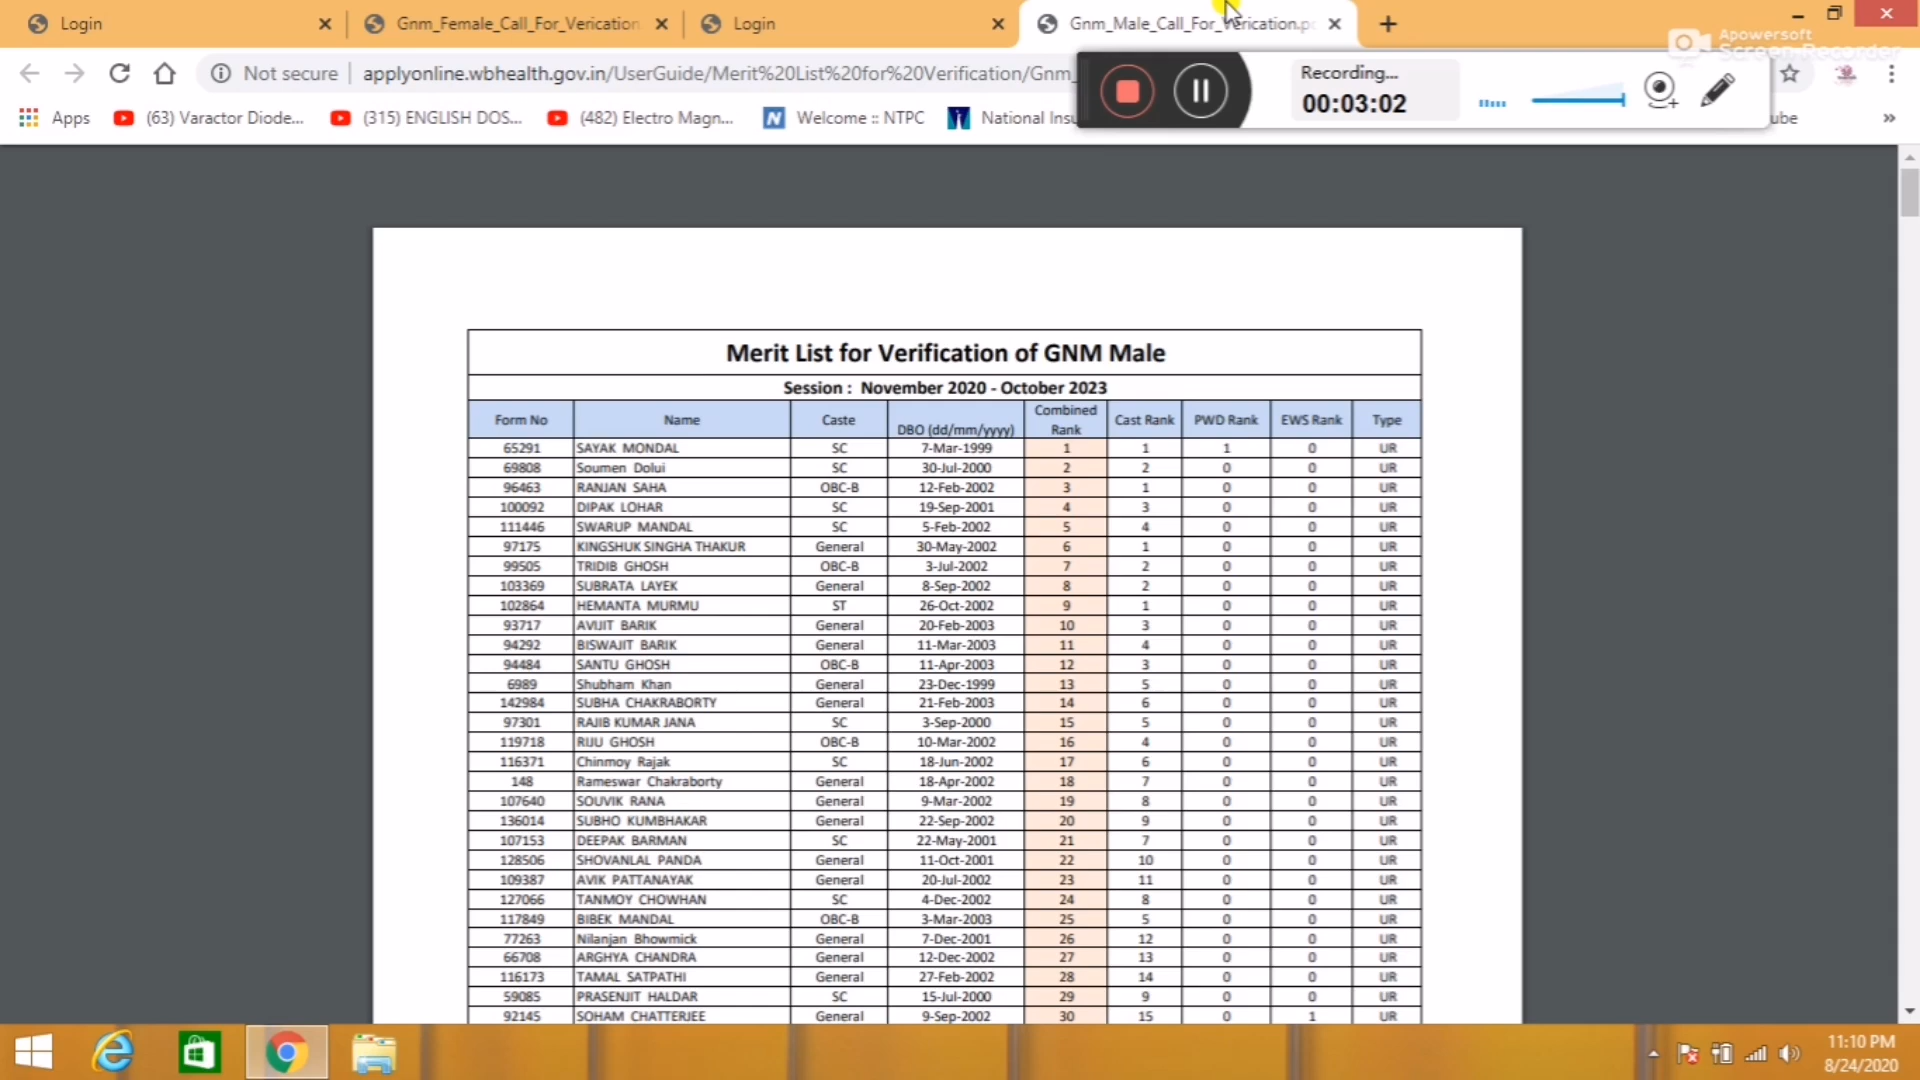 Login
Gnm_Female_Call_For_Verication.
Login
Gnm_Male_Call_For_Verication.p
Apowersoft
Screen Recorder
Not secure | applyonline.wbhealth.gov.in/UserGuide/Merit%20List%20for%20Verification/Gnm_
Recording...
00:03:02
Apps (63) Varactor Diode... (315) ENGLISH DOS... (482) Electro Magn... Welcome :: NTPC National Insu ube »
Merit List for Verification of GNM Male
Session : November 2020 - October 2023
Form No Name Caste DBO (dd/mm/yyyy) Combined Rank Cast Rank PWD Rank EWS Rank Type
65291 SAYAK MONDAL SC 7-Mar-1999 1 1 1 0 UR
69808 Soumen Dolui SC 30-Jul-2000 2 2 0 0 UR
96463 RANJAN SAHA OBC-B 12-Feb-2002 3 1 0 0 UR
100092 DIPAK LOHAR SC 19-Sep-2001 4 3 0 0 UR
111446 SWARUP MANDAL SC 5-Feb-2002 5 4 0 0 UR
97175 KINGSHUK SINGHA THAKUR General 30-May-2002 6 1 0 0 UR
99505 TRIDIB GHOSH OBC-B 3-Jul-2002 7 2 0 0 UR
103369 SUBRATA LAYEK General 8-Sep-2002 8 2 0 0 UR
102864 HEMANTA MURMU ST 26-Oct-2002 9 1 0 0 UR
93717 AVIJIT BARIK General 20-Feb-2003 10 3 0 0 UR
94292 BISWAJIT BARIK General 11-Mar-2003 11 4 0 0 UR
94484 SANTU GHOSH OBC-B 11-Apr-2003 12 3 0 0 UR
6989 Shubham Khan General 23-Dec-1999 13 5 0 0 UR
142984 SUBHA CHAKRABORTY General 21-Feb-2003 14 6 0 0 UR
97301 RAJIB KUMAR JANA SC 3-Sep-2000 15 5 0 0 UR
119718 RIJU GHOSH OBC-B 10-Mar-2002 16 4 0 0 UR
116371 Chinmoy Rajak SC 18-Jun-2002 17 6 0 0 UR
148 Rameswar Chakraborty General 18-Apr-2002 18 7 0 0 UR
107640 SOUVIK RANA General 9-Mar-2002 19 8 0 0 UR
136014 SUBHO KUMBHAKAR General 22-Sep-2002 20 9 0 0 UR
107153 DEEPAK BARMAN SC 22-May-2001 21 7 0 0 UR
128506 SHOVANLAL PANDA General 11-Oct-2001 22 10 0 0 UR
109387 AVIK PATTANAYAK General 20-Jul-2002 23 11 0 0 UR
127066 TANMOY CHOWHAN SC 4-Dec-2002 24 8 0 0 UR
117849 BIBEK MANDAL OBC-B 3-Mar-2003 25 5 0 0 UR
77263 Nilanjan Bhowmick General 7-Dec-2001 26 12 0 0 UR
66708 ARGHYA CHANDRA General 12-Dec-2002 27 13 0 0 UR
116173 TAMAL SATPATHI General 27-Feb-2002 28 14 0 0 UR
59085 PRASENJIT HALDAR SC 15-Jul-2000 29 9 0 0 UR
92145 SOHAM CHATTERJEE General 9-Sep-2002 30 15 0 1 UR
11:10 PM
8/24/2020